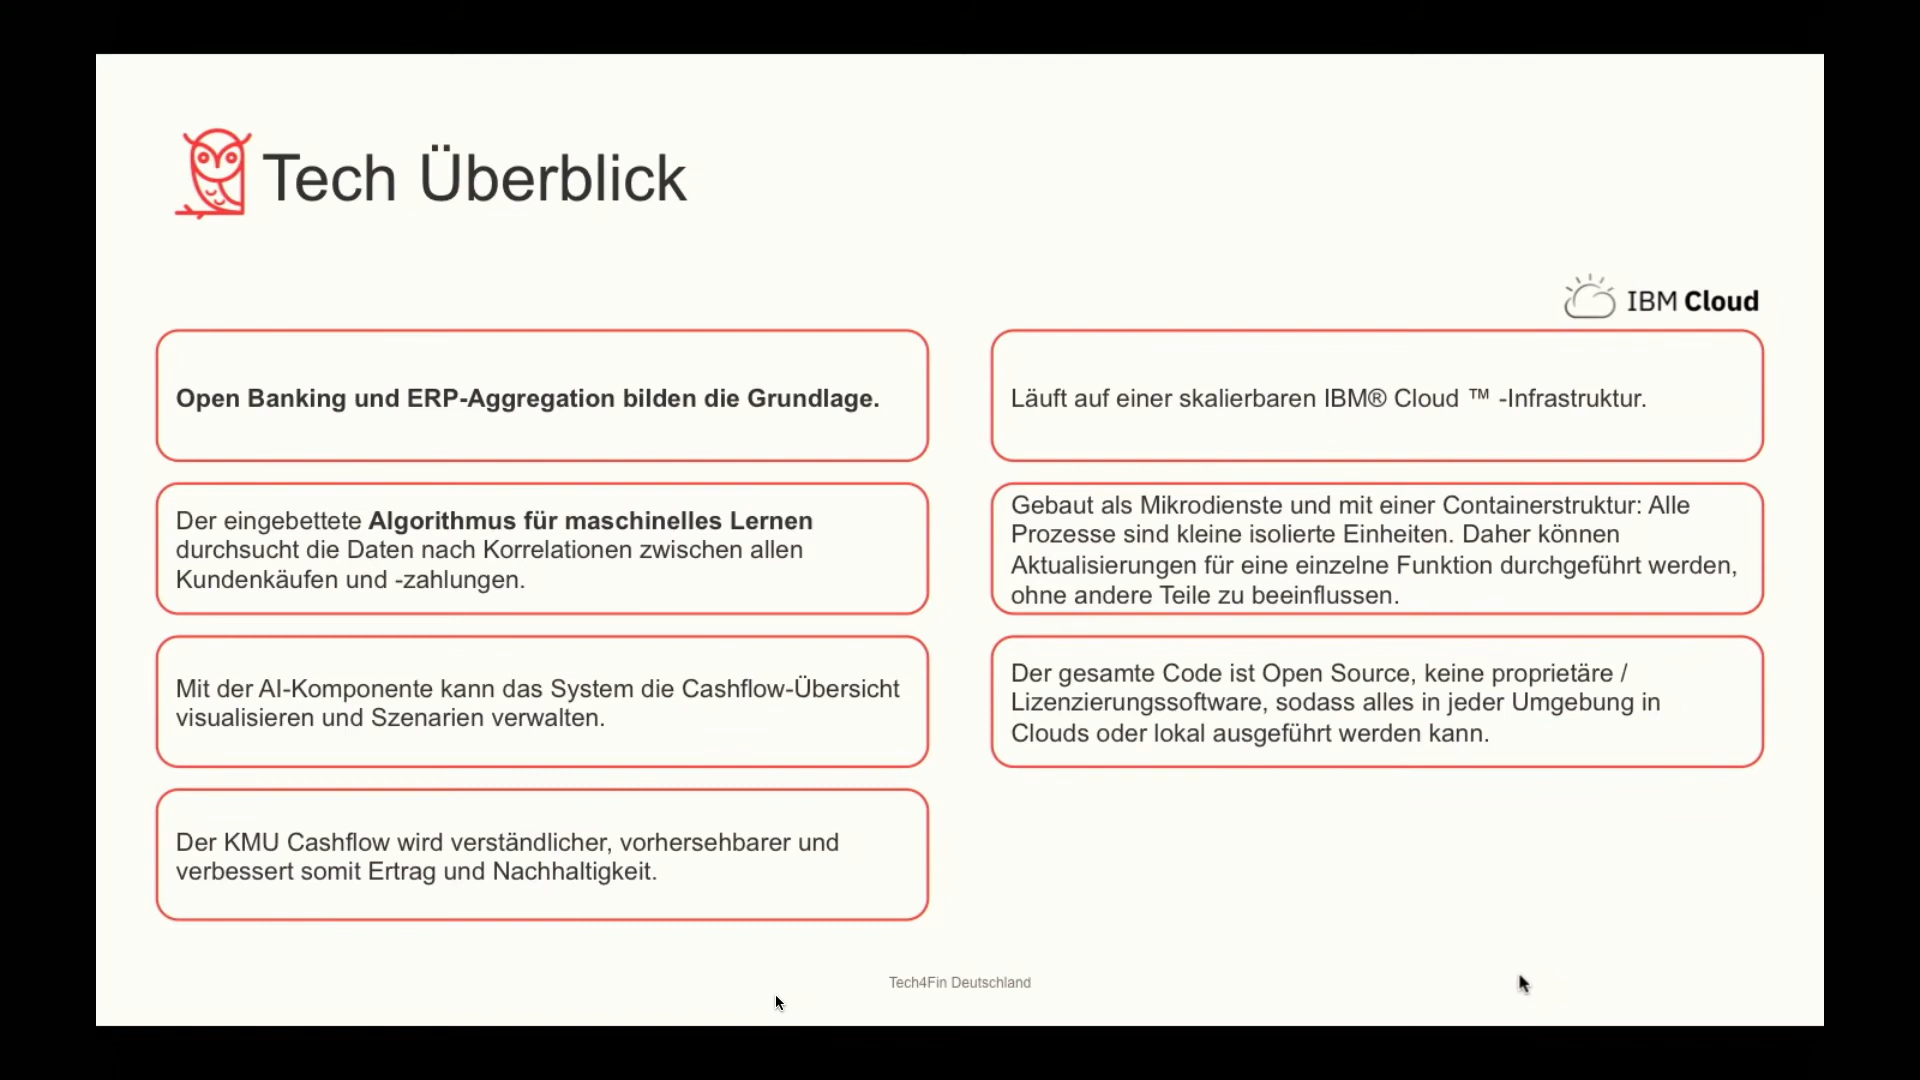 Tech Überblick
IBM Cloud
Open Banking und ERP-Aggregation bilden die Grundlage.
Der eingebettete Algorithmus für maschinelles Lernen
durchsucht die Daten nach Korrelationen zwischen allen
Kundenkäufen und -zahlungen.
Mit der AI-Komponente kann das System die Cashflow-Übersicht
visualisieren und Szenarien verwalten.
Der KMU Cashflow wird verständlicher, vorhersehbarer und
verbessert somit Ertrag und Nachhaltigkeit.
Läuft auf einer skalierbaren IBM® Cloud ™ -Infrastruktur.
Gebaut als Mikrodienste und mit einer Containerstruktur: Alle
Prozesse sind kleine isolierte Einheiten. Daher können
Aktualisierungen für eine einzelne Funktion durchgeführt werden,
ohne andere Teile zu beeinflussen.
Der gesamte Code ist Open Source, keine proprietäre /
Lizenzierungssoftware, sodass alles in jeder Umgebung in
Clouds oder lokal ausgeführt werden kann.
Tech4Fin Deutschland